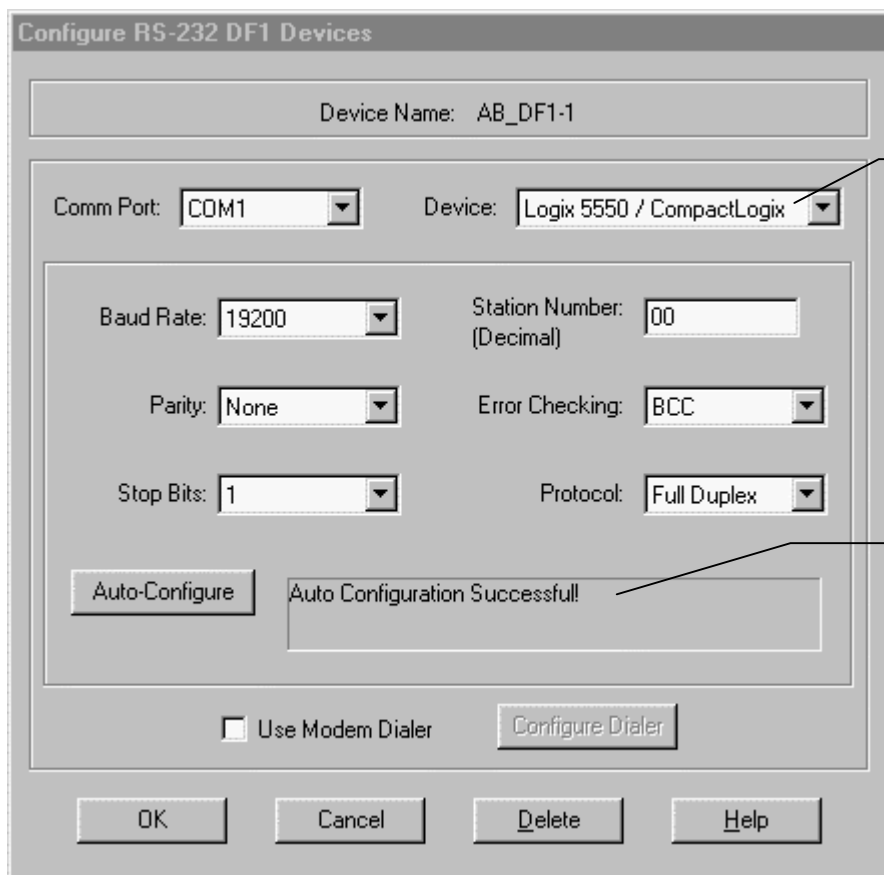 Configure RS-232 DF1 Devices
Device Name: AB_DF1-1
Comm Port: COM1 Device: Logix 5550 / CompactLogix
Baud Rate: 19200 Station Number: 00
(Decimal)
Parity: None Error Checking: BCC
Stop Bits: 1 Protocol: Full Duplex
Auto-Configure Auto Configuration Successful!
Use Modem Dialer Configure Dialer
OK Cancel Delete Help